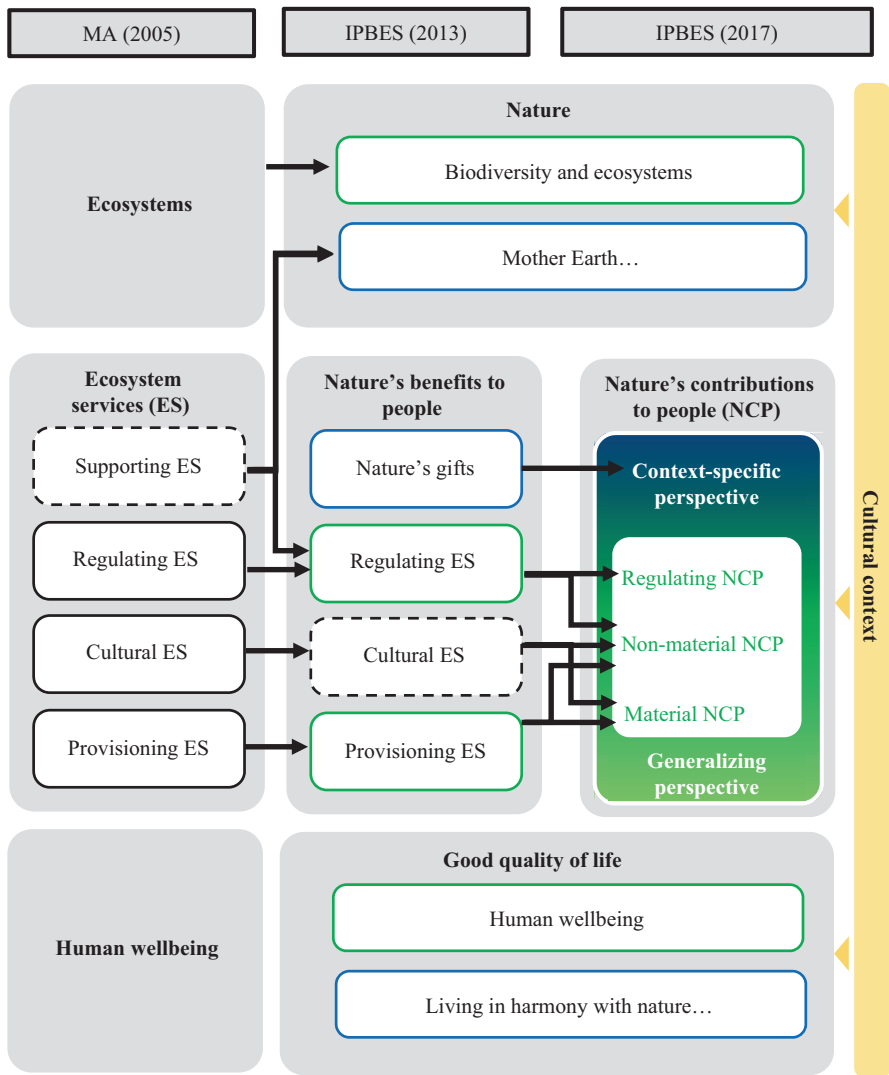 MA (2005)
IPBES (2013)
IPBES (2017)
Ecosystems
Nature
Biodiversity and ecosystems
Mother Earth…
Ecosystem
services (ES)
Supporting ES
Regulating ES
Cultural ES
Provisioning ES
Nature’s benefits to
people
Nature’s gifts
Regulating ES
Cultural ES
Provisioning ES
Nature’s contributions
to people (NCP)
Context-specific
perspective
Regulating NCP
Non-material NCP
Material NCP
Generalizing
perspective
Human wellbeing
Good quality of life
Human wellbeing
Living in harmony with nature…
Cultural context